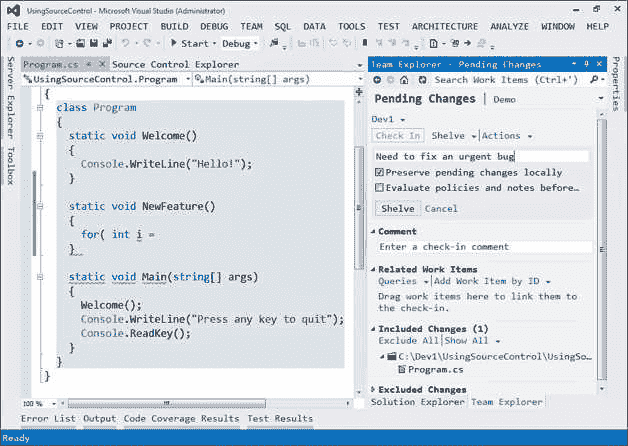 UsingSourceControl - Microsoft Visual Studio (Administrator)
FILE EDIT VIEW PROJECT BUILD DEBUG TEAM SQL DATA TOOLS TEST ARCHITECTURE ANALYZE WINDOW HELP
Start Debug
Program.cs Source Control Explorer
UsingSourceControl.Program Main(string[] args)
{
class Program
{
static void Welcome()
{
Console.WriteLine("Hello!");
}
static void NewFeature()
{
for( int i =
}
static void Main(string[] args)
{
Welcome();
Console.WriteLine("Press any key to quit");
Console.ReadKey();
}
}
}
100 %
Server Explorer Toolbox
Team Explorer - Pending Changes
Search Work Items (Ctrl+')
Pending Changes | Demo
Dev1
Check In Shelve Actions
Need to fix an urgent bug
Preserve pending changes locally
Evaluate policies and notes before...
Shelve Cancel
Comment
Enter a check-in comment
Related Work Items
Queries Add Work Item by ID
Drag work items here to link them to
the check-in.
Included Changes (1)
Exclude All Show All
C:\Dev1\UsingSourceControl\UsingSo...
Program.cs
Excluded Changes
Solution Explorer Team Explorer
Properties
Error List Output Code Coverage Results Test Results
Ready